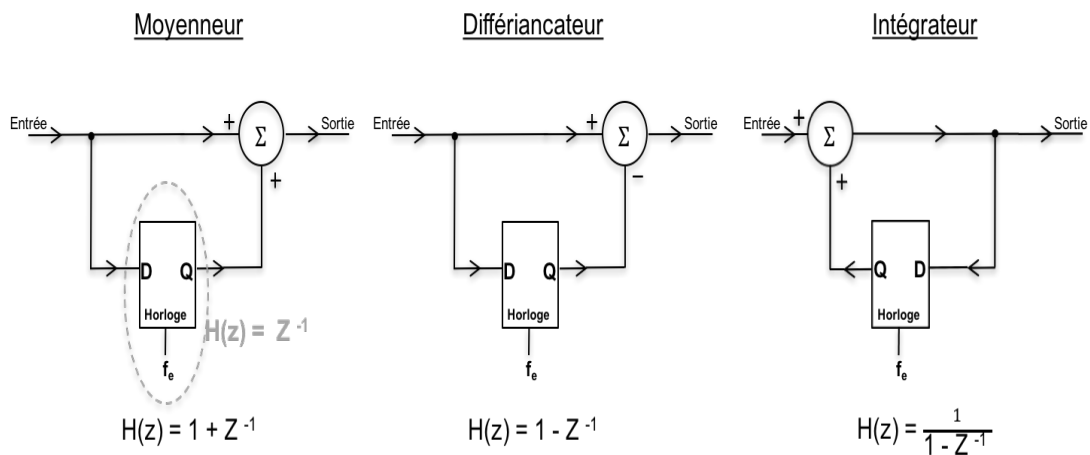 Moyenneur
Entrée
+
Σ
Sortie
+
D Q
Horloge
H(z) = Z -1
fe
H(z) = 1 + Z -1
Différiancateur
Entrée
+
Σ
Sortie
−
D Q
Horloge
fe
H(z) = 1 - Z -1
Intégrateur
Entrée
+
Σ
Sortie
+
Q D
Horloge
fe
H(z) = 1 / 1 - Z -1